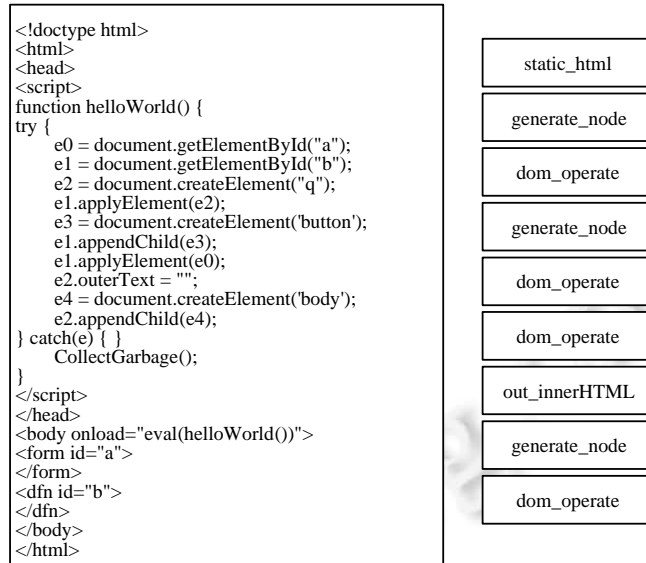 <!doctype html>
<html>
<head>
<script>
function helloWorld() {
try {
e0 = document.getElementById("a");
e1 = document.getElementById("b");
e2 = document.createElement("q");
e1.applyElement(e2);
e3 = document.createElement('button');
e1.appendChild(e3);
e1.applyElement(e0);
e2.outerText = "";
e4 = document.createElement('body');
e2.appendChild(e4);
} catch(e) { }
CollectGarbage();
}
</script>
</head>
<body onload="eval(helloWorld())">
<form id="a">
</form>
<dfn id="b">
</dfn>
</body>
</html>
static_html
generate_node
dom_operate
generate_node
dom_operate
dom_operate
out_innerHTML
generate_node
dom_operate